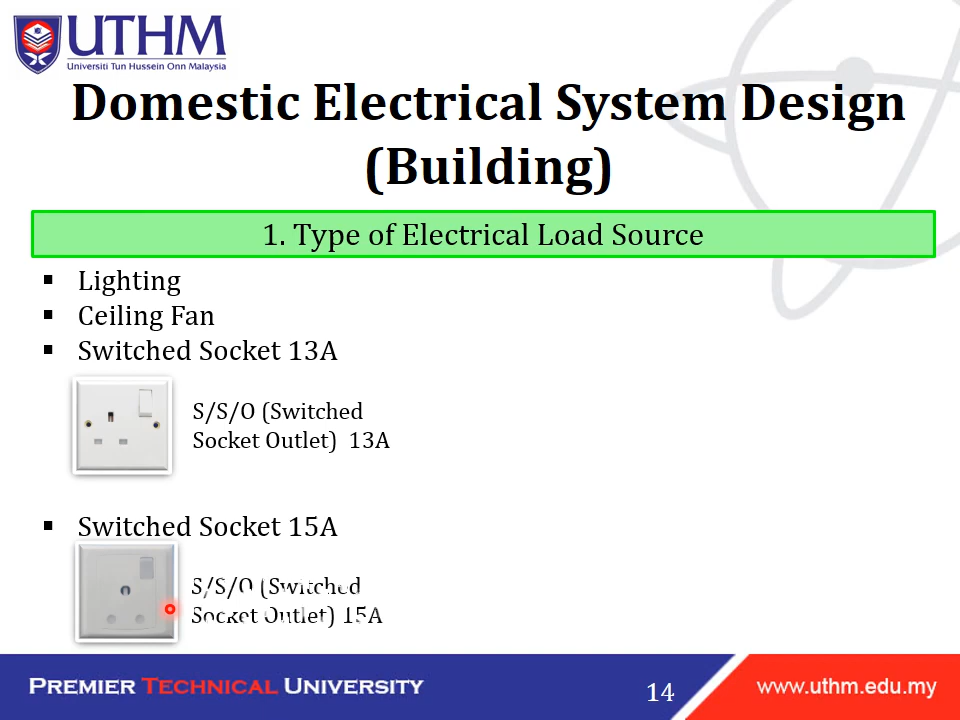 UTHM
Universiti Tun Hussein Onn Malaysia
Domestic Electrical System Design
(Building)
1. Type of Electrical Load Source
▪ Lighting
▪ Ceiling Fan
▪ Switched Socket 13A
S/S/O (Switched
Socket Outlet) 13A
▪ Switched Socket 15A
S/S/O (Switched
Socket Outlet) 15A
PREMIER TECHNICAL UNIVERSITY
14
www.uthm.edu.my